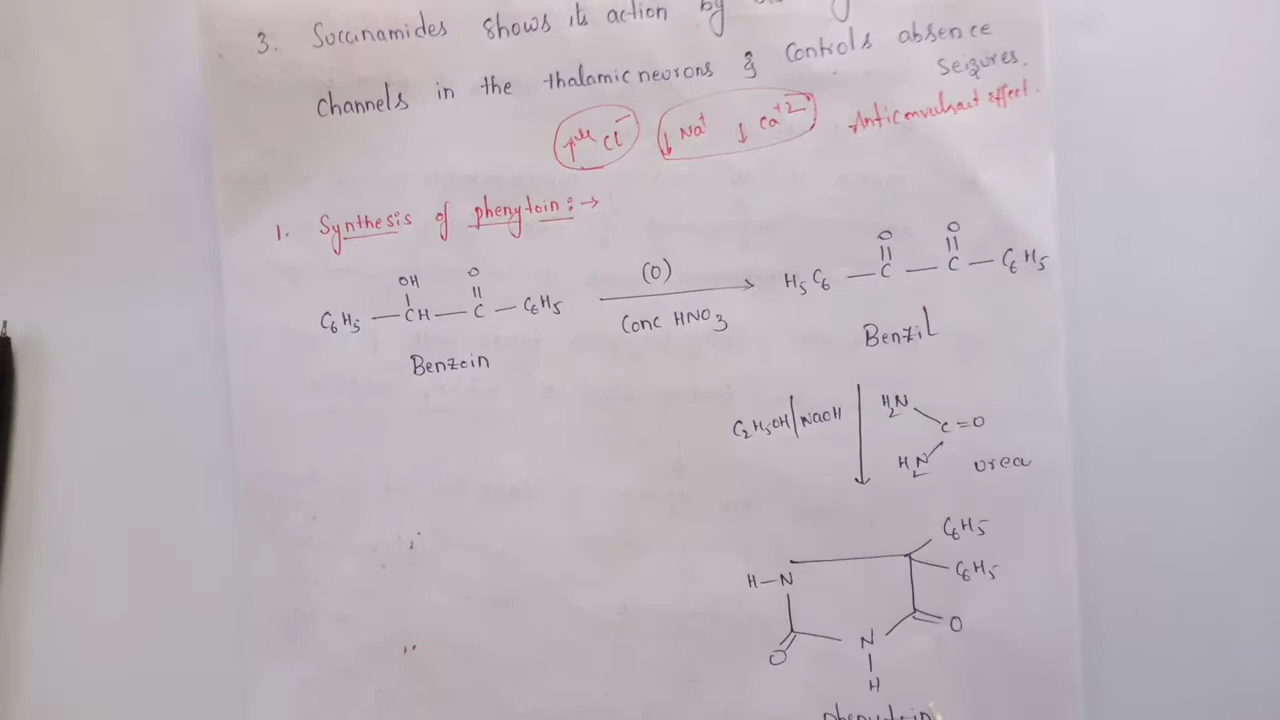 3. Succinamides shows its action by
channels in the thalamic neurons & controls absence
seizures.
Cl⁻ ↓ Na⁺ ↓ Ca⁺² Anticonvulsant effect.
1. Synthesis of phenytoin :→
OH O
C6H5 — CH — C — C6H5
(O)
Conc HNO3
O O
H5C6 — C — C — C6H5
Benzoin
Benzil
C2H5OH/NaOH
H2N
C=O
H2N
urea
C6H5
H—N
C6H5
O
N
O
H
phenytoin